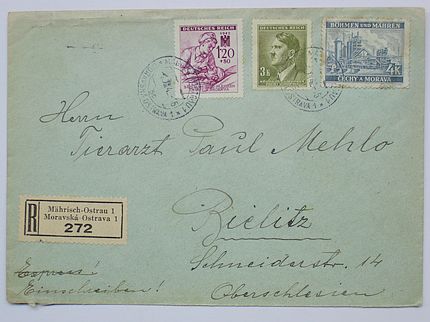 DEUTSCHES REICH
1.20
+80
DEUTSCHES REICH
3 K
BÖHMEN UND MÄHREN
ČECHY A MORAVA
4K
Herrn
Tierarzt Paul Mehlo
R
Mährisch-Ostrau 1
Moravská Ostrava 1
272
Bielitz
Schneiderstr. 14
Express!
Einschreiben!
Oberschlesien